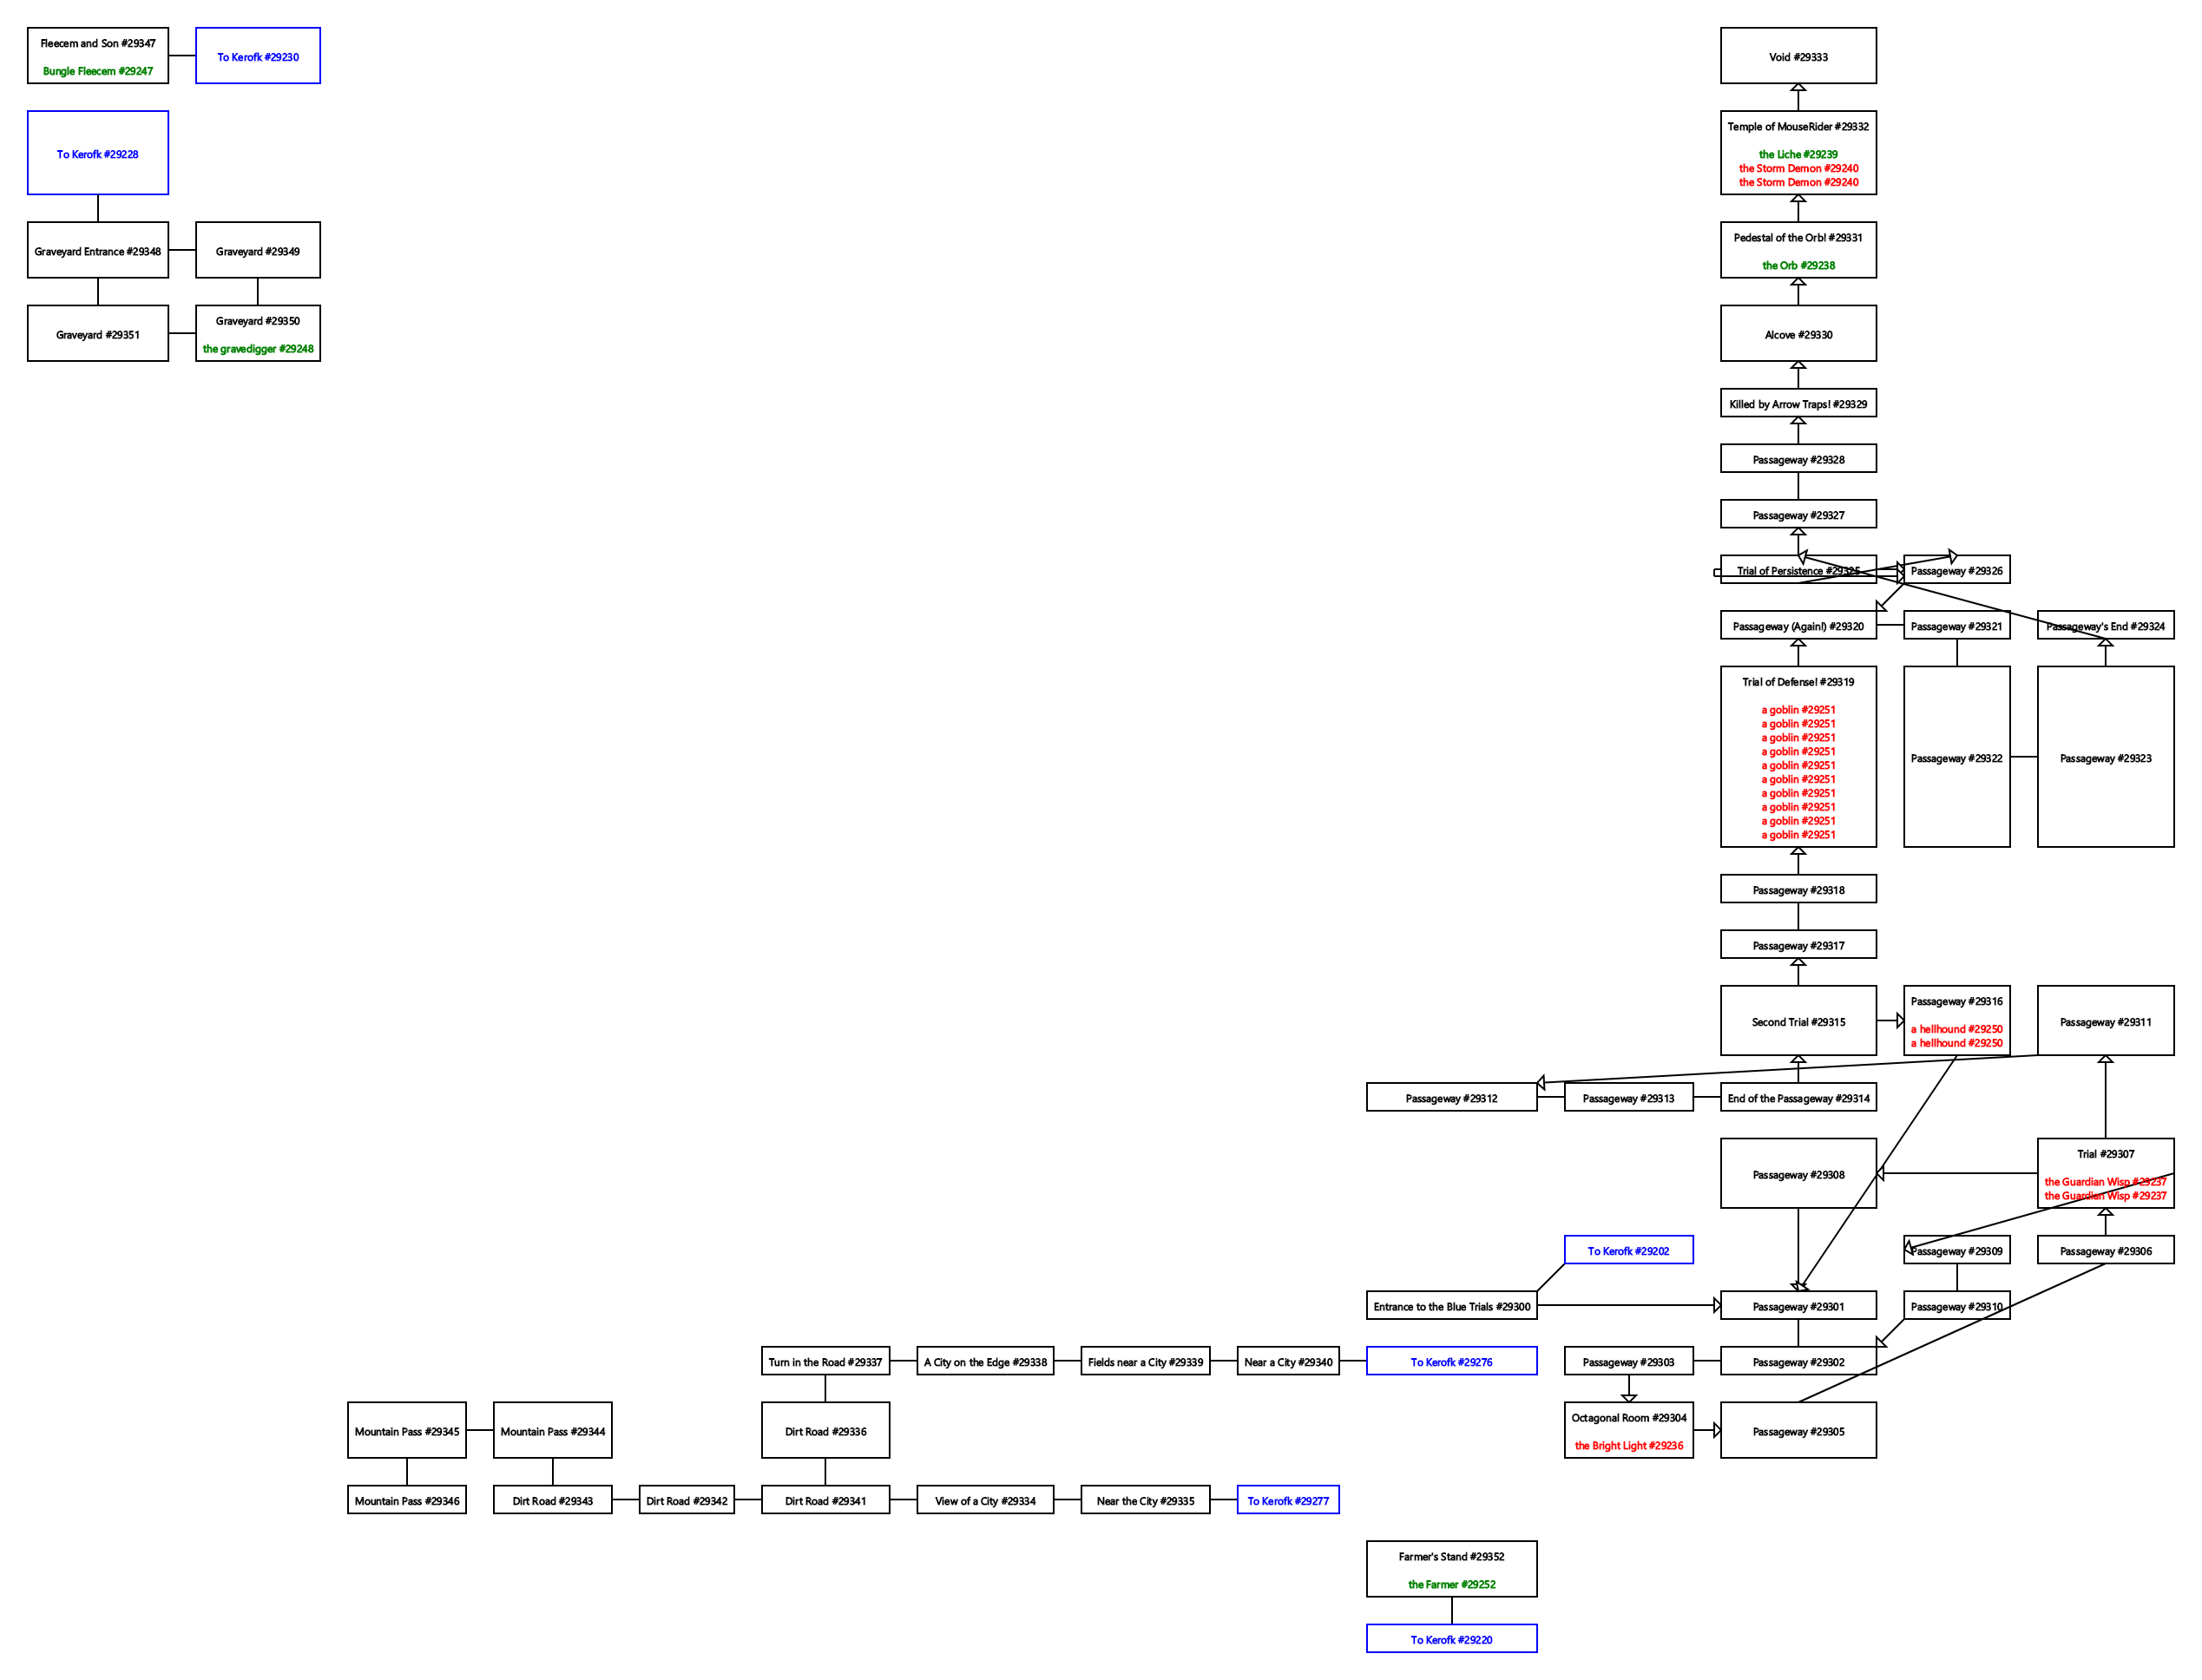 Fleecem and Son #29347
Bungle Fleecem #29247
To Kerofk #29230
Void #29333
To Kerofk #29228
Temple of MouseRider #29332
the Liche #29239
the Storm Demon #29240
the Storm Demon #29240
Graveyard Entrance #29348
Graveyard #29349
Pedestal of the Orb! #29331
the Orb #29238
Graveyard #29351
Graveyard #29350
the gravedigger #29248
Alcove #29330
Killed by Arrow Traps! #29329
Passageway #29328
Passageway #29327
Trial of Persistence #29325
Passageway #29326
Passageway (Again!) #29320
Passageway #29321
Passageway's End #29324
Trial of Defense! #29319
a goblin #29251
a goblin #29251
a goblin #29251
a goblin #29251
a goblin #29251
a goblin #29251
a goblin #29251
a goblin #29251
a goblin #29251
a goblin #29251
Passageway #29322
Passageway #29323
Passageway #29318
Passageway #29317
Second Trial #29315
Passageway #29316
a hellhound #29250
a hellhound #29250
Passageway #29311
Passageway #29312
Passageway #29313
End of the Passageway #29314
Passageway #29308
Trial #29307
the Guardian Wisp #29237
the Guardian Wisp #29237
To Kerofk #29202
Passageway #29309
Passageway #29306
Entrance to the Blue Trials #29300
Passageway #29301
Passageway #29310
Turn in the Road #29337
A City on the Edge #29338
Fields near a City #29339
Near a City #29340
To Kerofk #29276
Passageway #29303
Passageway #29302
Mountain Pass #29345
Mountain Pass #29344
Dirt Road #29336
Octagonal Room #29304
the Bright Light #29236
Passageway #29305
Mountain Pass #29346
Dirt Road #29343
Dirt Road #29342
Dirt Road #29341
View of a City #29334
Near the City #29335
To Kerofk #29277
Farmer's Stand #29352
the Farmer #29252
To Kerofk #29220